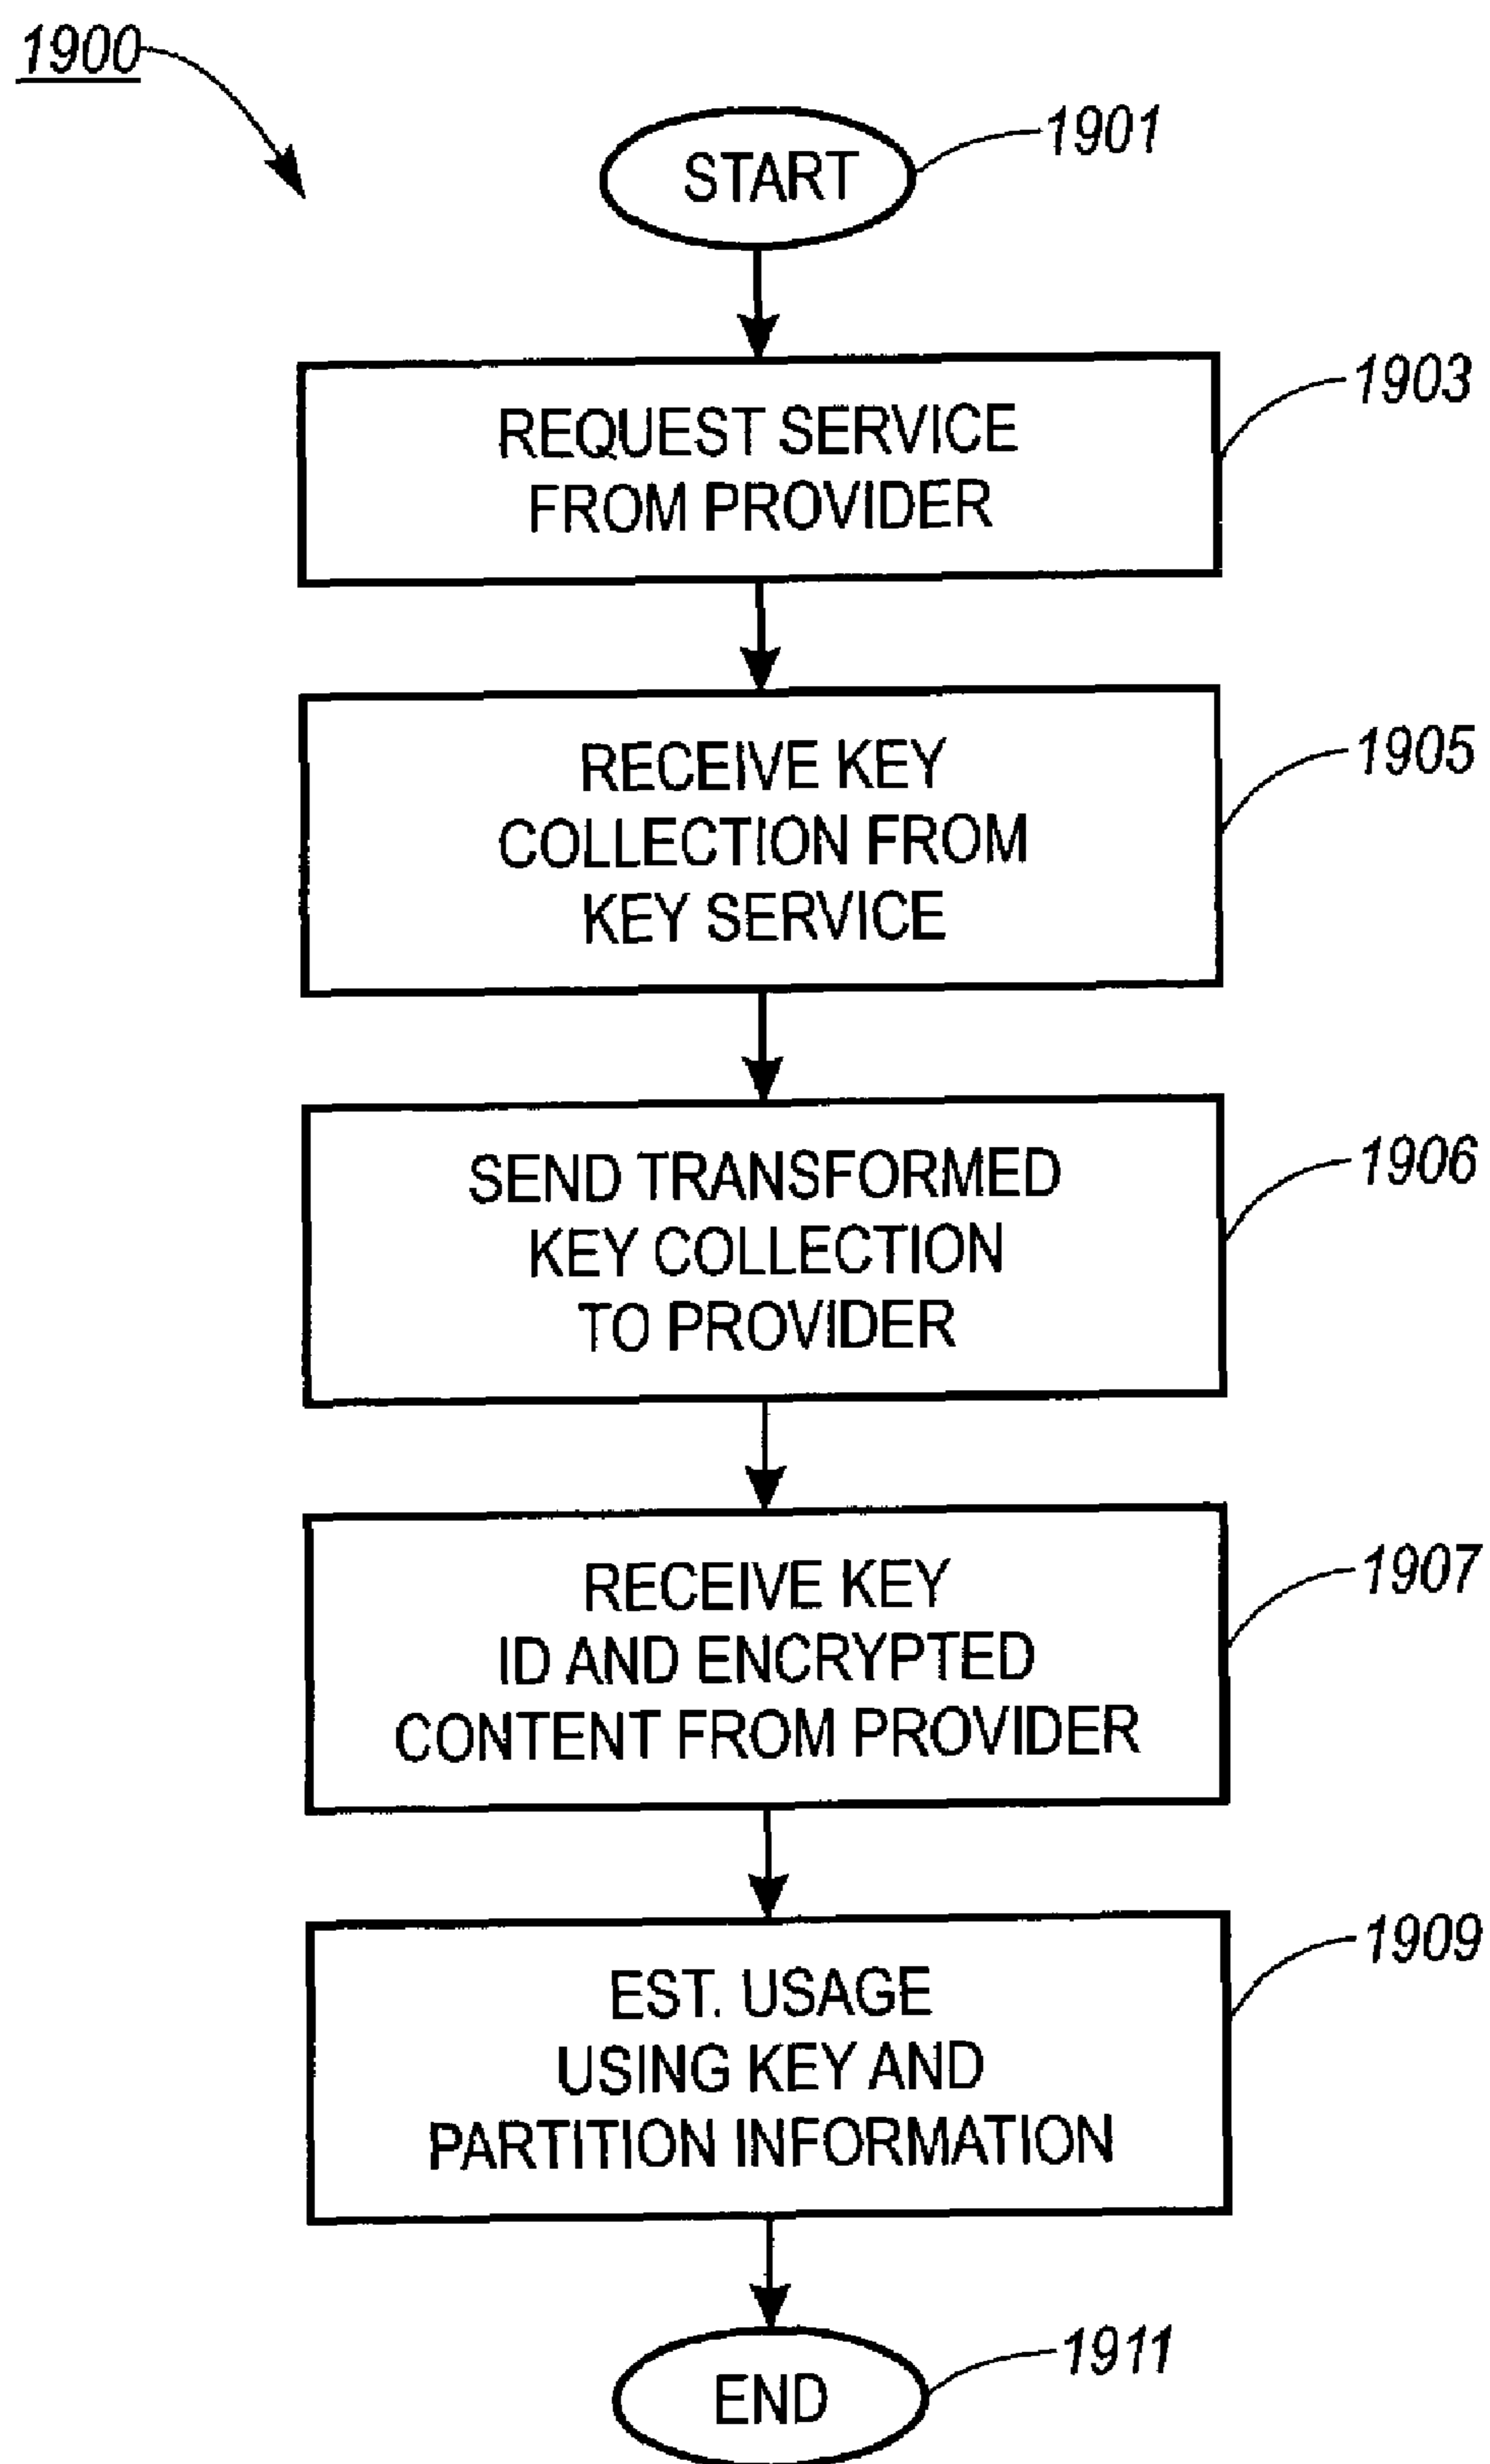 1900
START
1901
REQUEST SERVICE
FROM PROVIDER
1903
RECEIVE KEY
COLLECTION FROM
KEY SERVICE
1905
SEND TRANSFORMED
KEY COLLECTION
TO PROVIDER
1906
RECEIVE KEY
ID AND ENCRYPTED
CONTENT FROM PROVIDER
1907
EST. USAGE
USING KEY AND
PARTITION INFORMATION
1909
END
1911